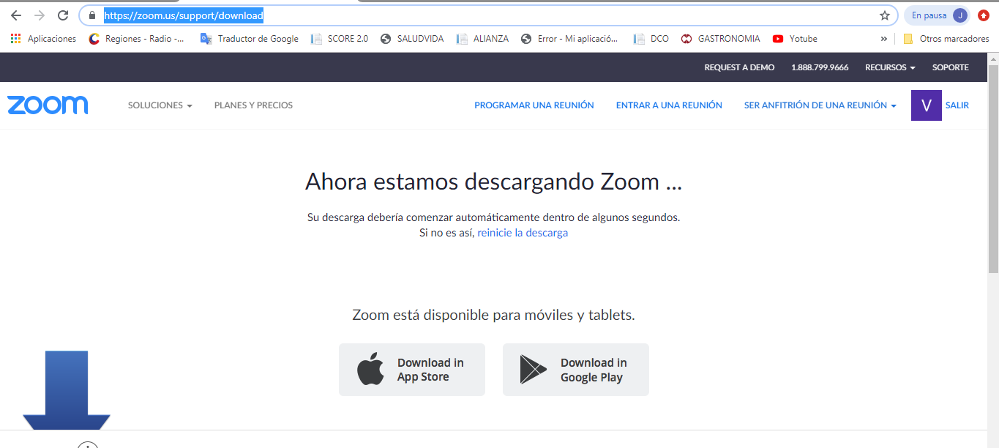 https://zoom.us/support/download
En pausa J
Aplicaciones Regiones - Radio -... Traductor de Google SCORE 2.0 SALUDVIDA ALIANZA Error - Mi aplicació... DCO GASTRONOMIA Yotube » Otros marcadores
REQUEST A DEMO 1.888.799.9666 RECURSOS SOPORTE
zoom SOLUCIONES PLANES Y PRECIOS PROGRAMAR UNA REUNIÓN ENTRAR A UNA REUNIÓN SER ANFITRIÓN DE UNA REUNIÓN V SALIR
Ahora estamos descargando Zoom ...
Su descarga debería comenzar automáticamente dentro de algunos segundos.
Si no es así, reinicie la descarga
Zoom está disponible para móviles y tablets.
Download in
App Store
Download in
Google Play